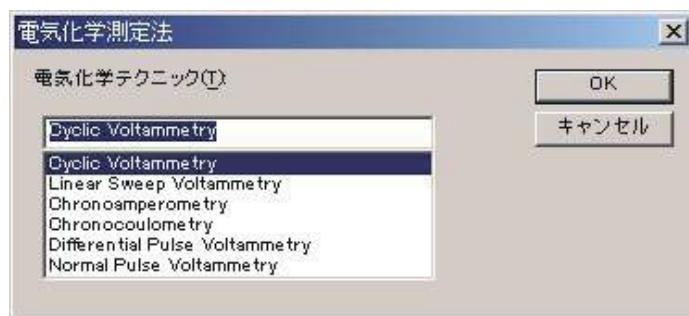 電気化学測定法
電気化学テクニック(T):
OK
キャンセル
Cyclic Voltammetry
Cyclic Voltammetry
Linear Sweep Voltammetry
Chronoamperometry
Chronocoulometry
Differential Pulse Voltammetry
Normal Pulse Voltammetry